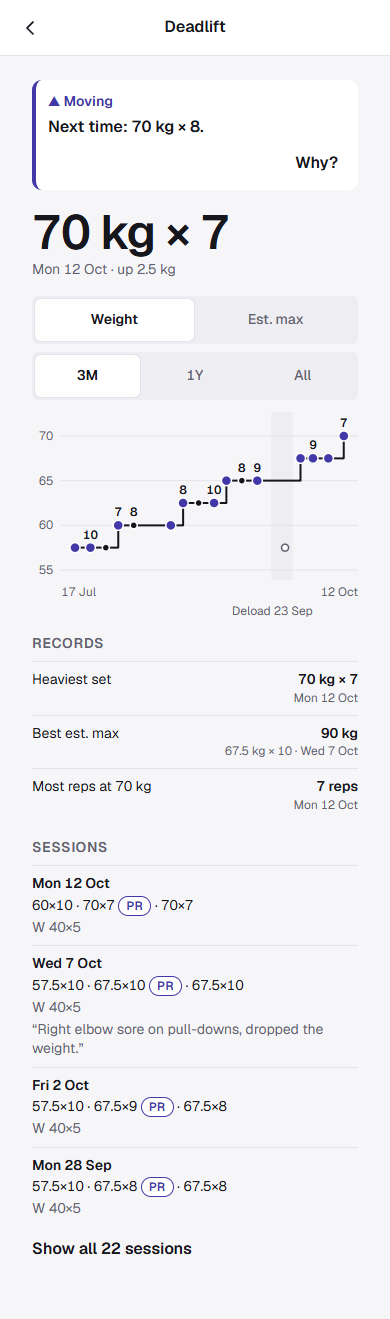 Deadlift
▲ Moving
Next time: 70 kg × 8.
Why?
70 kg × 7
Mon 12 Oct · up 2.5 kg
Weight
Est. max
3M
1Y
All
7
70
9
8 9
65
8
10
7 8
60
10
55
17 Jul
12 Oct
Deload 23 Sep
RECORDS
Heaviest set
70 kg × 7
Mon 12 Oct
Best est. max
90 kg
67.5 kg × 10 · Wed 7 Oct
Most reps at 70 kg
7 reps
Mon 12 Oct
SESSIONS
Mon 12 Oct
60×10 · 70×7 PR · 70×7
W 40×5
Wed 7 Oct
57.5×10 · 67.5×10 PR · 67.5×10
W 40×5
“Right elbow sore on pull-downs, dropped the
weight.”
Fri 2 Oct
57.5×10 · 67.5×9 PR · 67.5×8
W 40×5
Mon 28 Sep
57.5×10 · 67.5×8 PR · 67.5×8
W 40×5
Show all 22 sessions